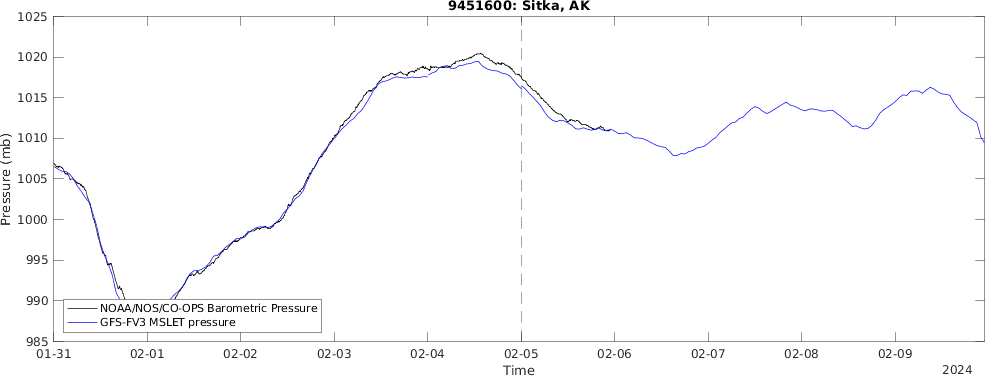 9451600: Sitka, AK
1025
1020
1015
1010
1005
1000
995
990
985
Pressure (mb)
NOAA/NOS/CO-OPS Barometric Pressure
GFS-FV3 MSLET pressure
01-31 02-01 02-02 02-03 02-04 02-05 02-06 02-07 02-08 02-09
Time
2024